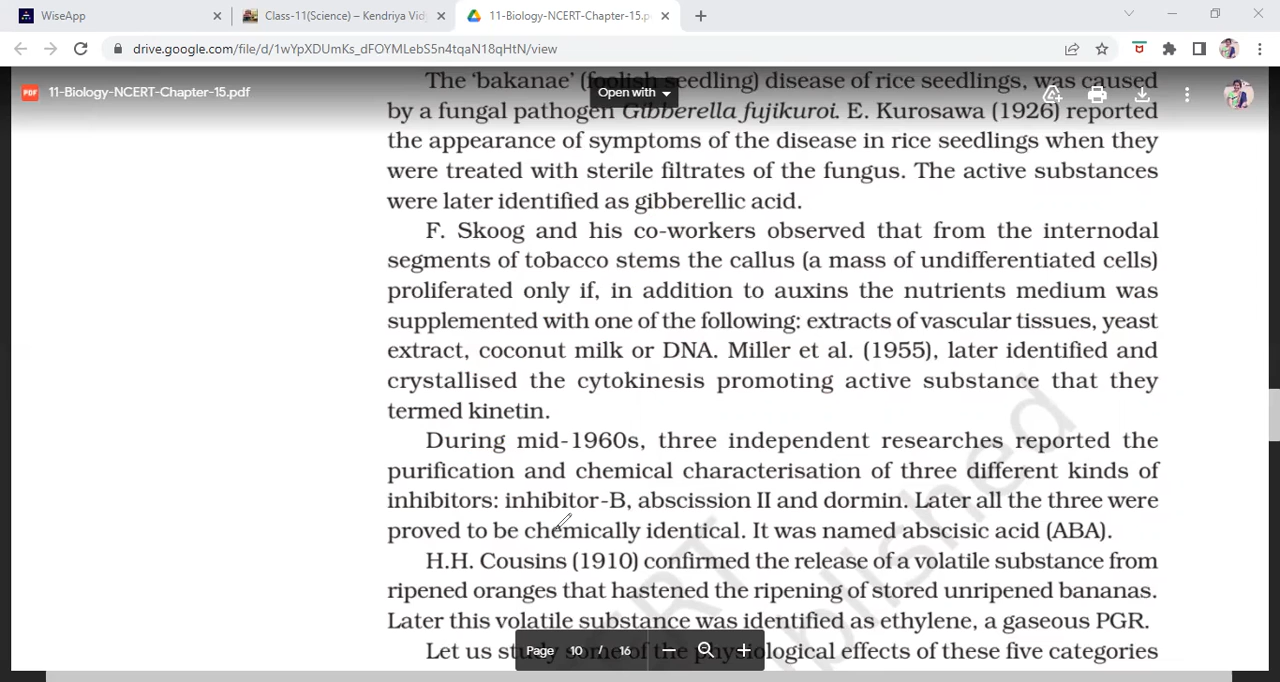 WiseApp
Class-11(Science) – Kendriya Vid
11-Biology-NCERT-Chapter-15.p
drive.google.com/file/d/1wYpXDUmKs_dFOYMLebS5n4tqaN18qHtN/view
11-Biology-NCERT-Chapter-15.pdf
Open with
The 'bakanae' (foolish seedling) disease of rice seedlings, was caused
by a fungal pathogen Gibberella fujikuroi. E. Kurosawa (1926) reported
the appearance of symptoms of the disease in rice seedlings when they
were treated with sterile filtrates of the fungus. The active substances
were later identified as gibberellic acid.
F. Skoog and his co-workers observed that from the internodal
segments of tobacco stems the callus (a mass of undifferentiated cells)
proliferated only if, in addition to auxins the nutrients medium was
supplemented with one of the following: extracts of vascular tissues, yeast
extract, coconut milk or DNA. Miller et al. (1955), later identified and
crystallised the cytokinesis promoting active substance that they
termed kinetin.
During mid-1960s, three independent researches reported the
purification and chemical characterisation of three different kinds of
inhibitors: inhibitor-B, abscission II and dormin. Later all the three were
proved to be chemically identical. It was named abscisic acid (ABA).
H.H. Cousins (1910) confirmed the release of a volatile substance from
ripened oranges that hastened the ripening of stored unripened bananas.
Later this volatile substance was identified as ethylene, a gaseous PGR.
Let us study some of the physiological effects of these five categories
Page 10 / 16